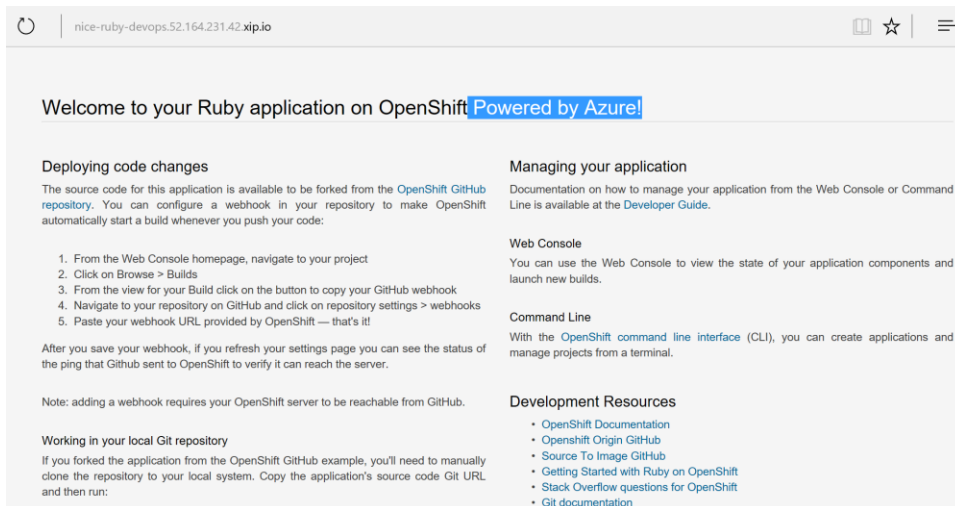 nice-ruby-devops.52.164.231.42.xip.io
Welcome to your Ruby application on OpenShift Powered by Azure!
Deploying code changes
The source code for this application is available to be forked from the OpenShift GitHub
repository. You can configure a webhook in your repository to make OpenShift
automatically start a build whenever you push your code:
1. From the Web Console homepage, navigate to your project
2. Click on Browse > Builds
3. From the view for your Build click on the button to copy your GitHub webhook
4. Navigate to your repository on GitHub and click on repository settings > webhooks
5. Paste your webhook URL provided by OpenShift — that's it!
After you save your webhook, if you refresh your settings page you can see the status of
the ping that Github sent to OpenShift to verify it can reach the server.
Note: adding a webhook requires your OpenShift server to be reachable from GitHub.
Working in your local Git repository
If you forked the application from the OpenShift GitHub example, you'll need to manually
clone the repository to your local system. Copy the application's source code Git URL
and then run:
Managing your application
Documentation on how to manage your application from the Web Console or Command
Line is available at the Developer Guide.
Web Console
You can use the Web Console to view the state of your application components and
launch new builds.
Command Line
With the OpenShift command line interface (CLI), you can create applications and
manage projects from a terminal.
Development Resources
• OpenShift Documentation
• Openshift Origin GitHub
• Source To Image GitHub
• Getting Started with Ruby on OpenShift
• Stack Overflow questions for OpenShift
• Git documentation